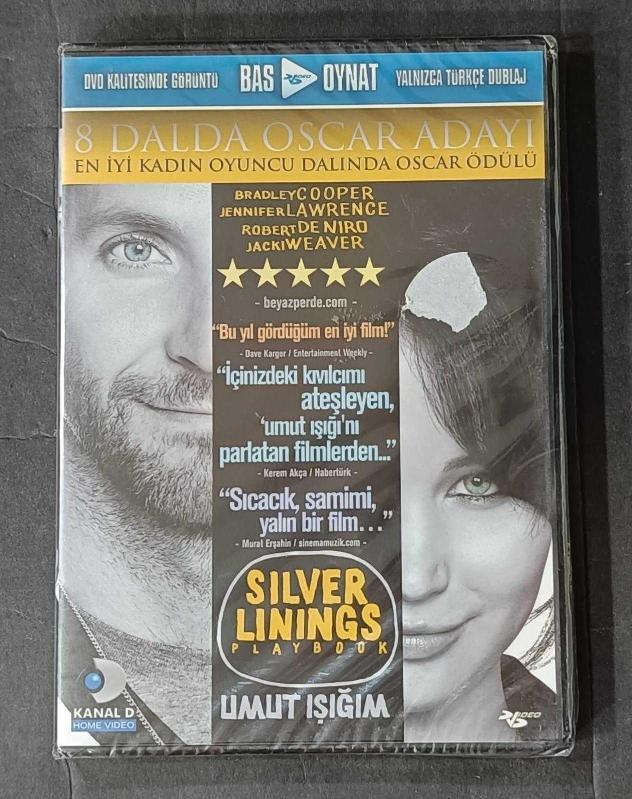 DVD KALİTESİNDE GÖRÜNTÜ BAS VIDEO OYNAT YALNIZCA TÜRKÇE DUBLAJ
8 DALDA OSCAR ADAYI
EN İYİ KADIN OYUNCU DALINDA OSCAR ÖDÜLÜ
BRADLEY COOPER
JENNIFER LAWRENCE
ROBERT DE NIRO
JACKI WEAVER
- beyazperde.com -
"Bu yıl gördüğüm en iyi film!"
- Dave Karger / Entertainment Weekly -
"İçinizdeki kıvılcımı
ateşleyen,
'umut ışığı'nı
parlatan filmlerden..."
- Kerem Akça / Habertürk -
"Sıcacık, samimi,
yalın bir film..."
- Murat Erşahin / sinemamuzik.com -
SILVER
LININGS
PLAYBOOK
UMUT IŞIĞIM
KANAL D
HOME VIDEO
VIDEO